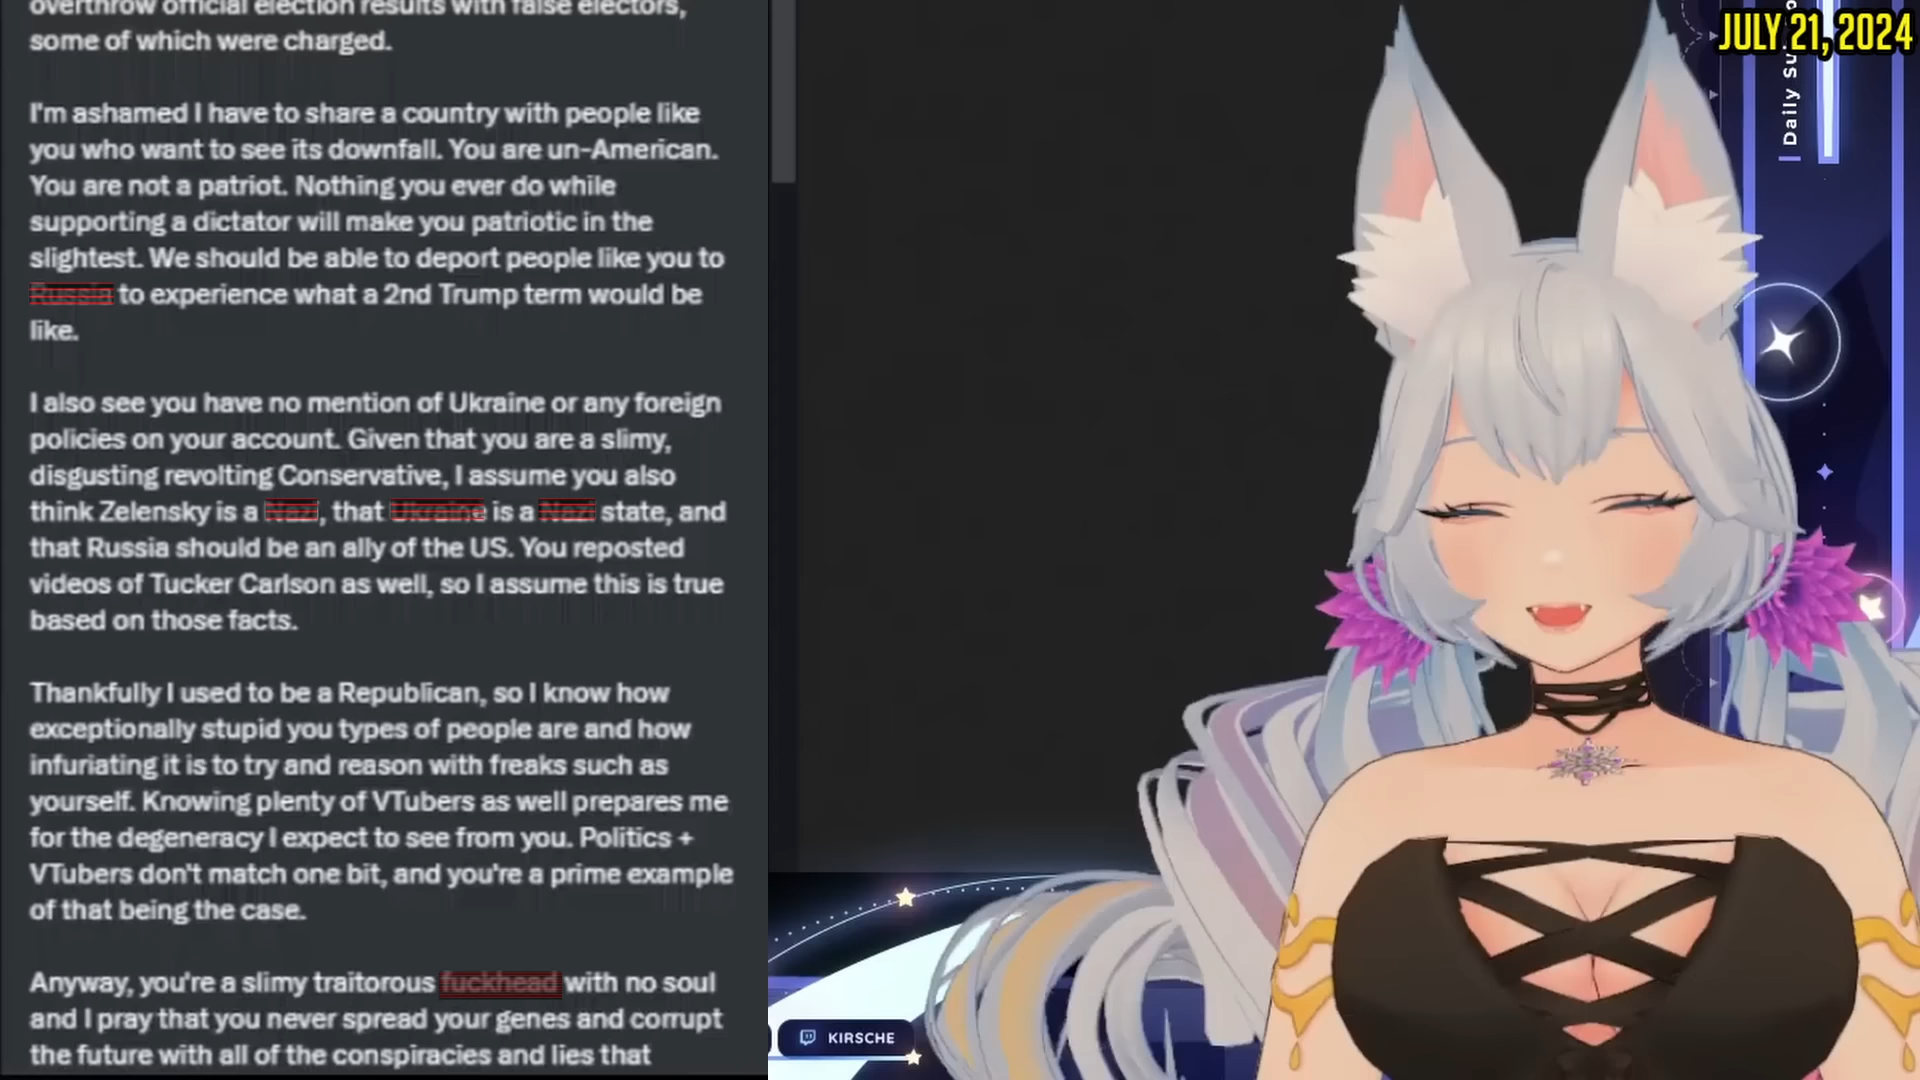 overthrow official election results with false electors,
some of which were charged.
I'm ashamed I have to share a country with people like
you who want to see its downfall. You are un-American.
You are not a patriot. Nothing you ever do while
supporting a dictator will make you patriotic in the
slightest. We should be able to deport people like you to
Russia to experience what a 2nd Trump term would be
like.
I also see you have no mention of Ukraine or any foreign
policies on your account. Given that you are a slimy,
disgusting revolting Conservative, I assume you also
think Zelensky is a Nazi, that Ukraine is a Nazi state, and
that Russia should be an ally of the US. You reposted
videos of Tucker Carlson as well, so I assume this is true
based on those facts.
Thankfully I used to be a Republican, so I know how
exceptionally stupid you types of people are and how
infuriating it is to try and reason with freaks such as
yourself. Knowing plenty of VTubers as well prepares me
for the degeneracy I expect to see from you. Politics +
VTubers don't match one bit, and you're a prime example
of that being the case.
Anyway, you're a slimy traitorous fuckhead with no soul
and I pray that you never spread your genes and corrupt
the future with all of the conspiracies and lies that
JULY 21, 2024
Daily
KIRSCHE